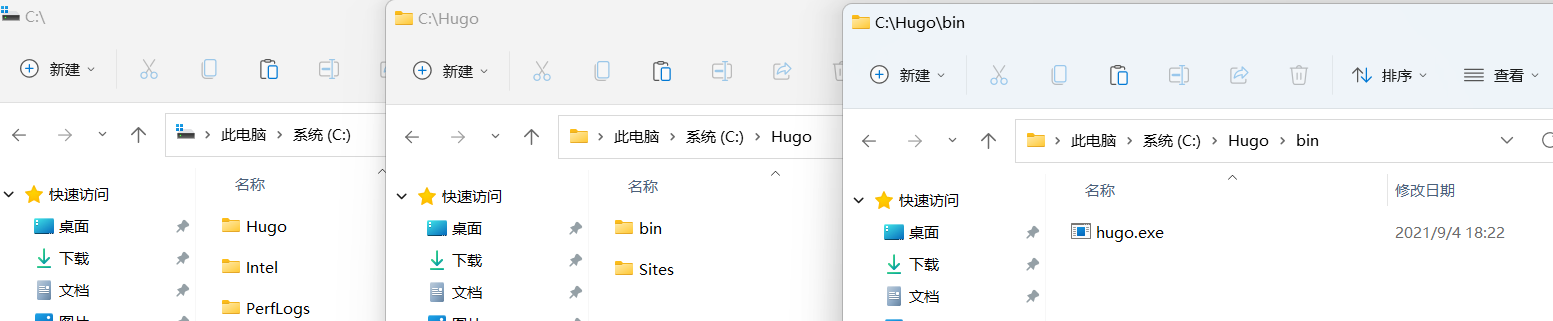 C:\
新建
此电脑 系统 (C:)
名称
快速访问
桌面
下载
文档
图片
Hugo
Intel
PerfLogs
C:\Hugo
新建
此电脑 系统 (C:) Hugo
名称
快速访问
桌面
下载
文档
bin
Sites
C:\Hugo\bin
新建 排序 查看
此电脑 系统 (C:) Hugo bin
名称 修改日期
快速访问
桌面
下载
文档
hugo.exe 2021/9/4 18:22